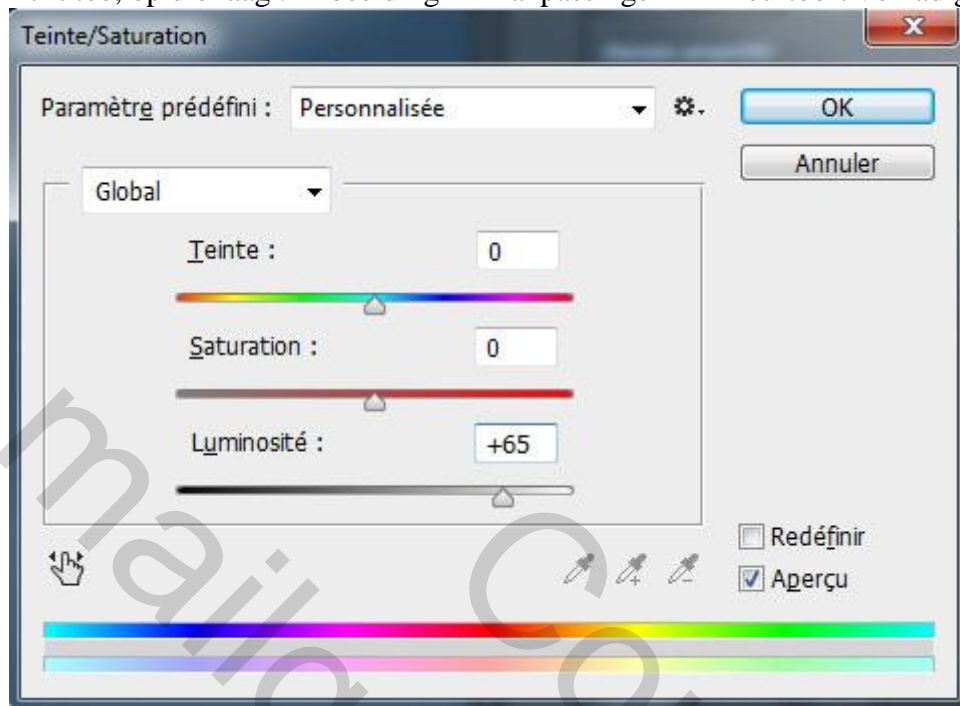 Teinte/Saturation
Paramètre prédéfini : Personnalisée
OK
Annuler
Global
Teinte : 0
Saturation : 0
Luminosité : +65
Redéfinir
Aperçu